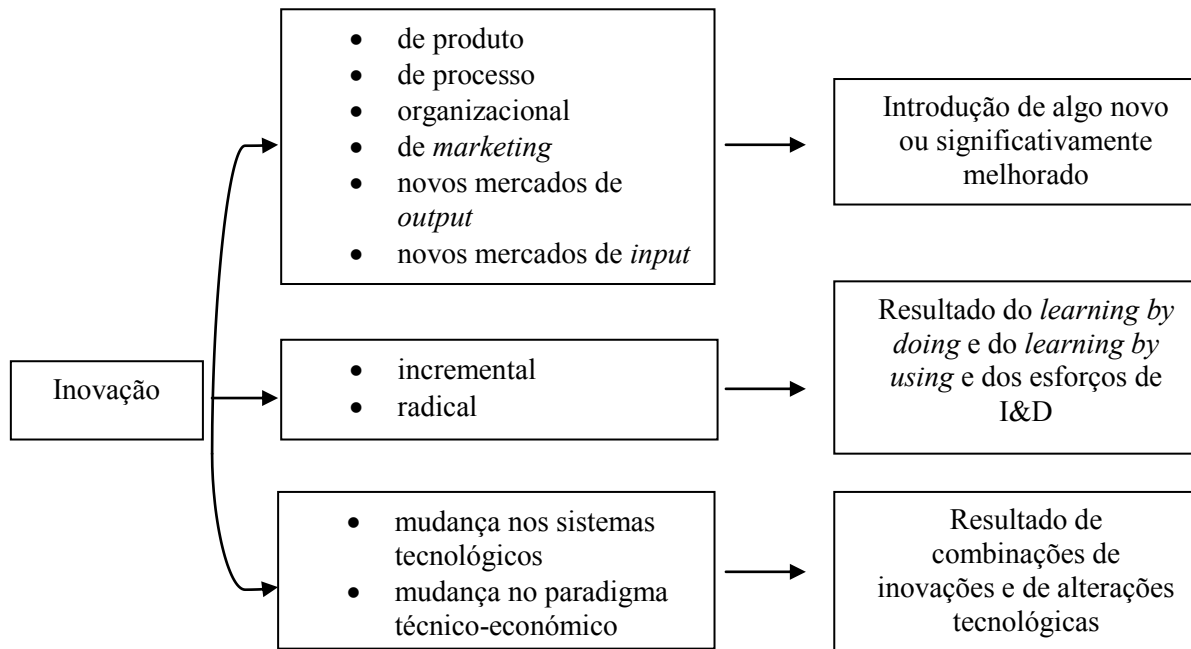 Inovação
• de produto
• de processo
• organizacional
• de marketing
• novos mercados de
output
• novos mercados de input
Introdução de algo novo
ou significativamente
melhorado
• incremental
• radical
Resultado do learning by
doing e do learning by
using e dos esforços de
I&D
• mudança nos sistemas
tecnológicos
• mudança no paradigma
técnico-económico
Resultado de
combinações de
inovações e de alterações
tecnológicas